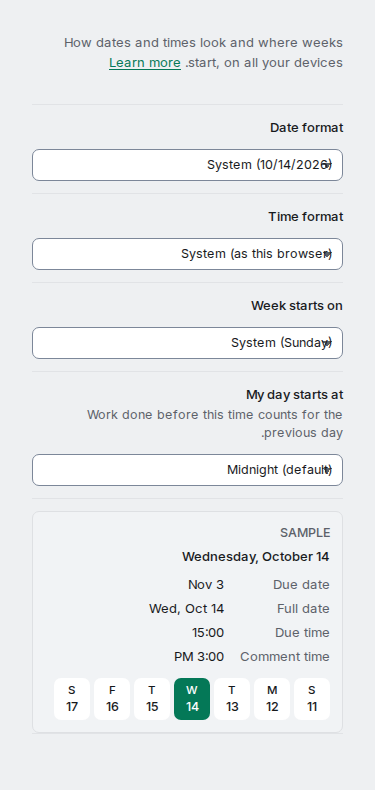 How dates and times look and where weeks
Learn more .start, on all your devices
Date format
System (10/14/2026)
Time format
System (as this browser)
Week starts on
System (Sunday)
My day starts at
Work done before this time counts for the
.previous day
Midnight (default)
SAMPLE
Wednesday, October 14
Nov 3 Due date
Wed, Oct 14 Full date
15:00 Due time
PM 3:00 Comment time
S F T W T M S
17 16 15 14 13 12 11